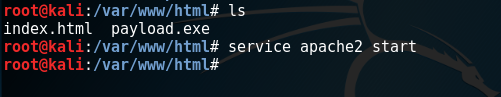 root@kali:/var/www/html# ls
index.html  payload.exe
root@kali:/var/www/html# service apache2 start
root@kali:/var/www/html#